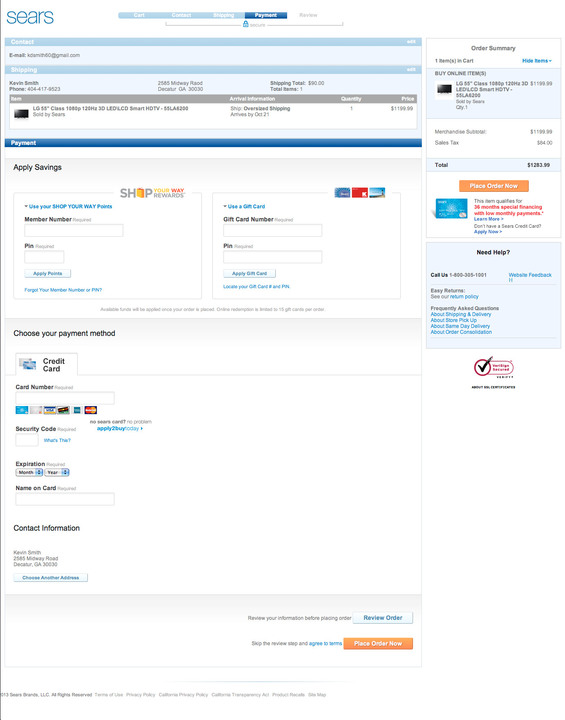 sears
Cart Contact Shipping Payment Review
SECURE
Contact edit
E-mail: kdsmith60@gmail.com
Shipping edit
Kevin Smith 2585 Midway Raod Shipping Total: $90.00
Phone: 404-417-9523 Decatur GA, 30030 Total Items: 1
Item Arrival Information Quantity Price
LG 55" Class 1080p 120Hz 3D LED\LCD Smart HDTV - 55LA6200 Ship: Oversized Shipping 1 $1199.99
Sold by Sears Arrives by Oct 21
Payment
Apply Savings
SHOP YOUR WAY REWARDS
Use your SHOP YOUR WAY Points
Member Number Required
Pin Required
Apply Points
Forgot Your Member Number or PIN?
Use a Gift Card
Gift Card Number Required
Pin Required
Apply Gift Card
Locate your Gift Card # and PIN
Available funds will be applied once your order is placed. Online redemption is limited to 15 gift cards per order.
Choose your payment method
Credit
Card
Card Number Required
VISA
no sears card? no problem
apply2buytoday
Security Code Required
What's This?
Expiration Required
Month Year
Name on Card Required
Contact Information
Kevin Smith
2585 Midway Road
Decatur, GA 30030
Choose Another Address
Review your information before placing order Review Order
Skip the review step and agree to terms Place Order Now
Order Summary
1 item(s) in Cart Hide Items
BUY ONLINE ITEM(S)
LG 55" Class 1080p 120Hz 3D $1199.99
LED\LCD Smart HDTV -
55LA6200
Sold by Sears
Qty:1
Merchandise Subtotal: $1199.99
Sales Tax $84.00
Total $1283.99
Place Order Now
This item qualifies for
36 months special financing
with low monthly payments.*
Learn More >
Don't have a Sears Credit Card?
Apply Now >
Need Help?
Call Us 1-800-305-1001 Website Feedback
Easy Returns:
See our return policy
Frequently Asked Questions
About Shipping & Delivery
About Store Pick Up
About Same Day Delivery
About Order Consolidation
VeriSign
Secured
VERIFY
ABOUT SSL CERTIFICATES
013 Sears Brands, LLC. All Rights Reserved Terms of Use Privacy Policy California Privacy Policy California Transparency Act Product Recalls Site Map